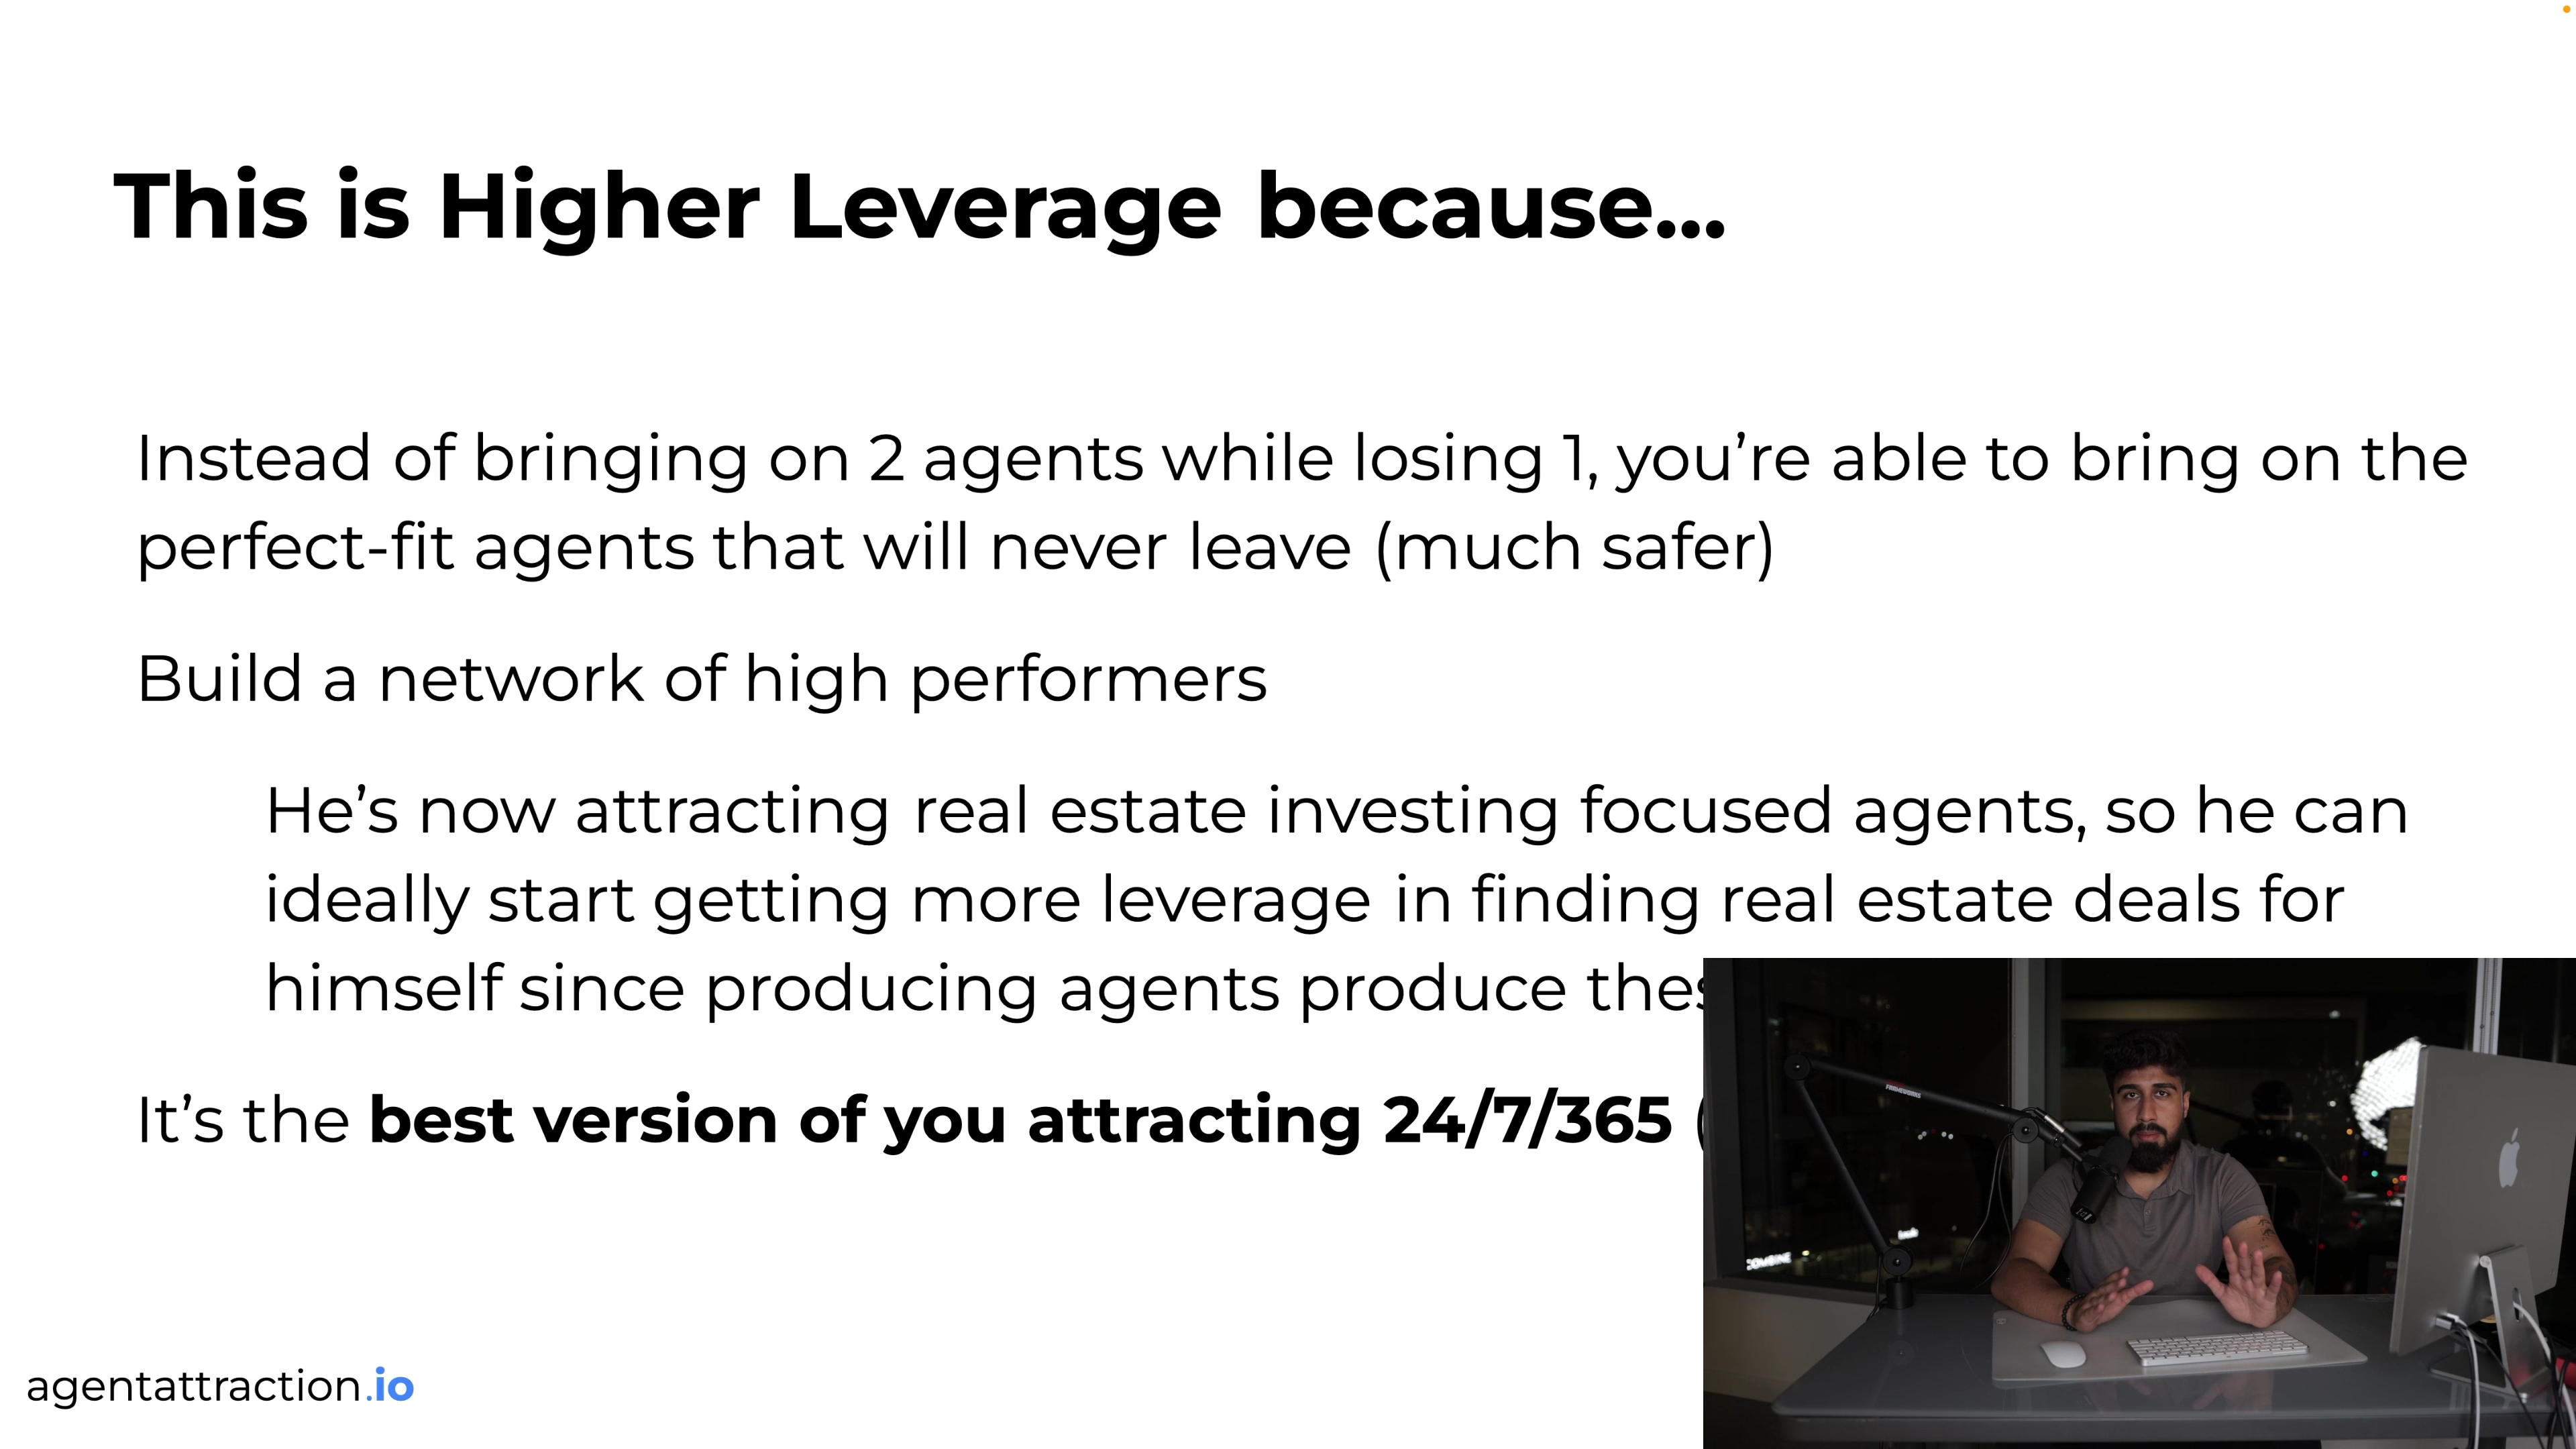 This is Higher Leverage because...
Instead of bringing on 2 agents while losing 1, you’re able to bring on the
perfect-fit agents that will never leave (much safer)
Build a network of high performers
He’s now attracting real estate investing focused agents, so he can
ideally start getting more leverage in finding real estate deals for
himself since producing agents produce
It’s the best version of you attracting 24/7/365 (
agentattraction.io